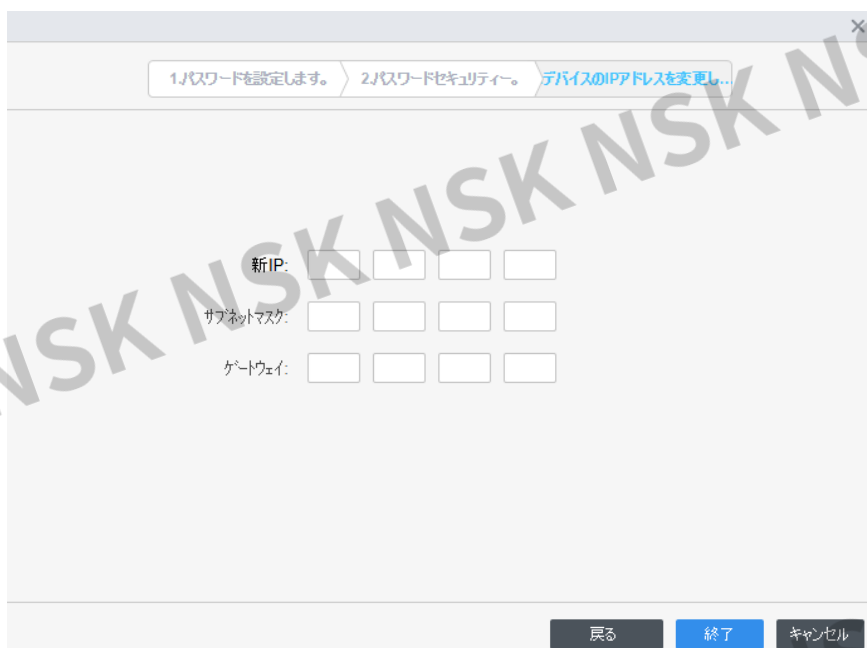 ×
1.パスワードを設定します。 2.パスワードセキュリティー。 デバイスのIPアドレスを変更し...
新IP:
サブネットマスク:
ゲートウェイ:
戻る 終了 キャンセル
NSK NSK NSK NSK NSK